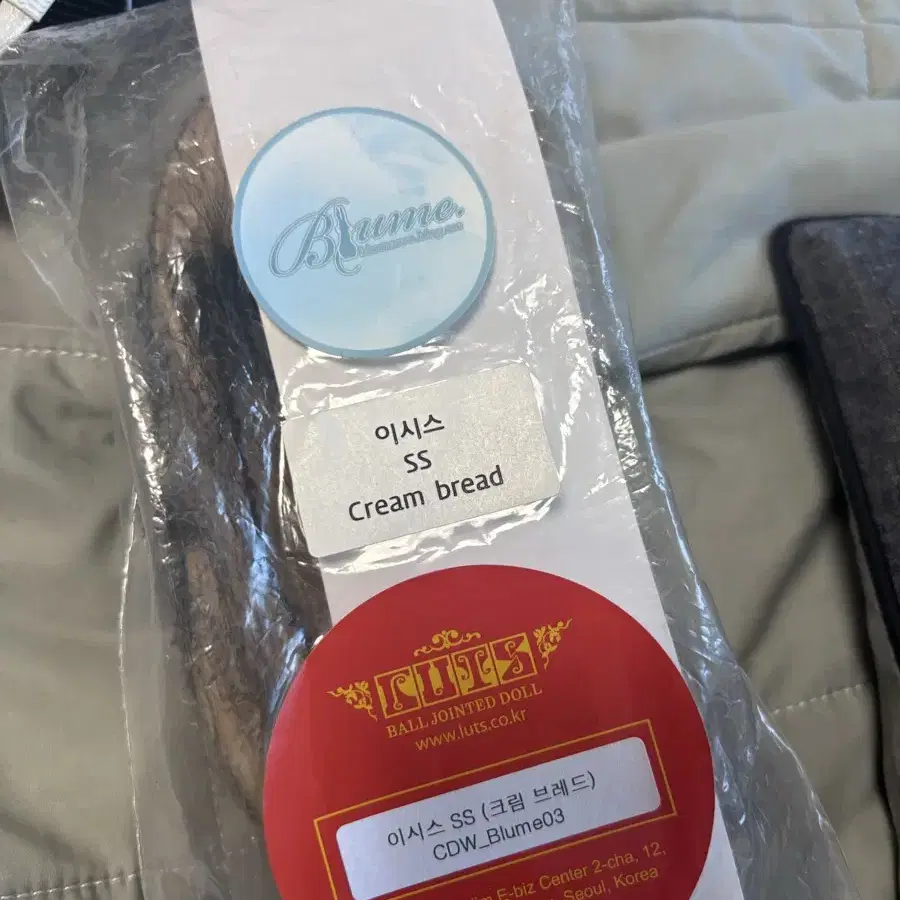 Blume.
이시스
SS
Cream bread
LUTS
BALL JOINTED DOLL
www.luts.co.kr
이시스 SS (크림 브레드)
CDW_Blume03
E-biz Center 2-cha, 12,
Seoul, Korea